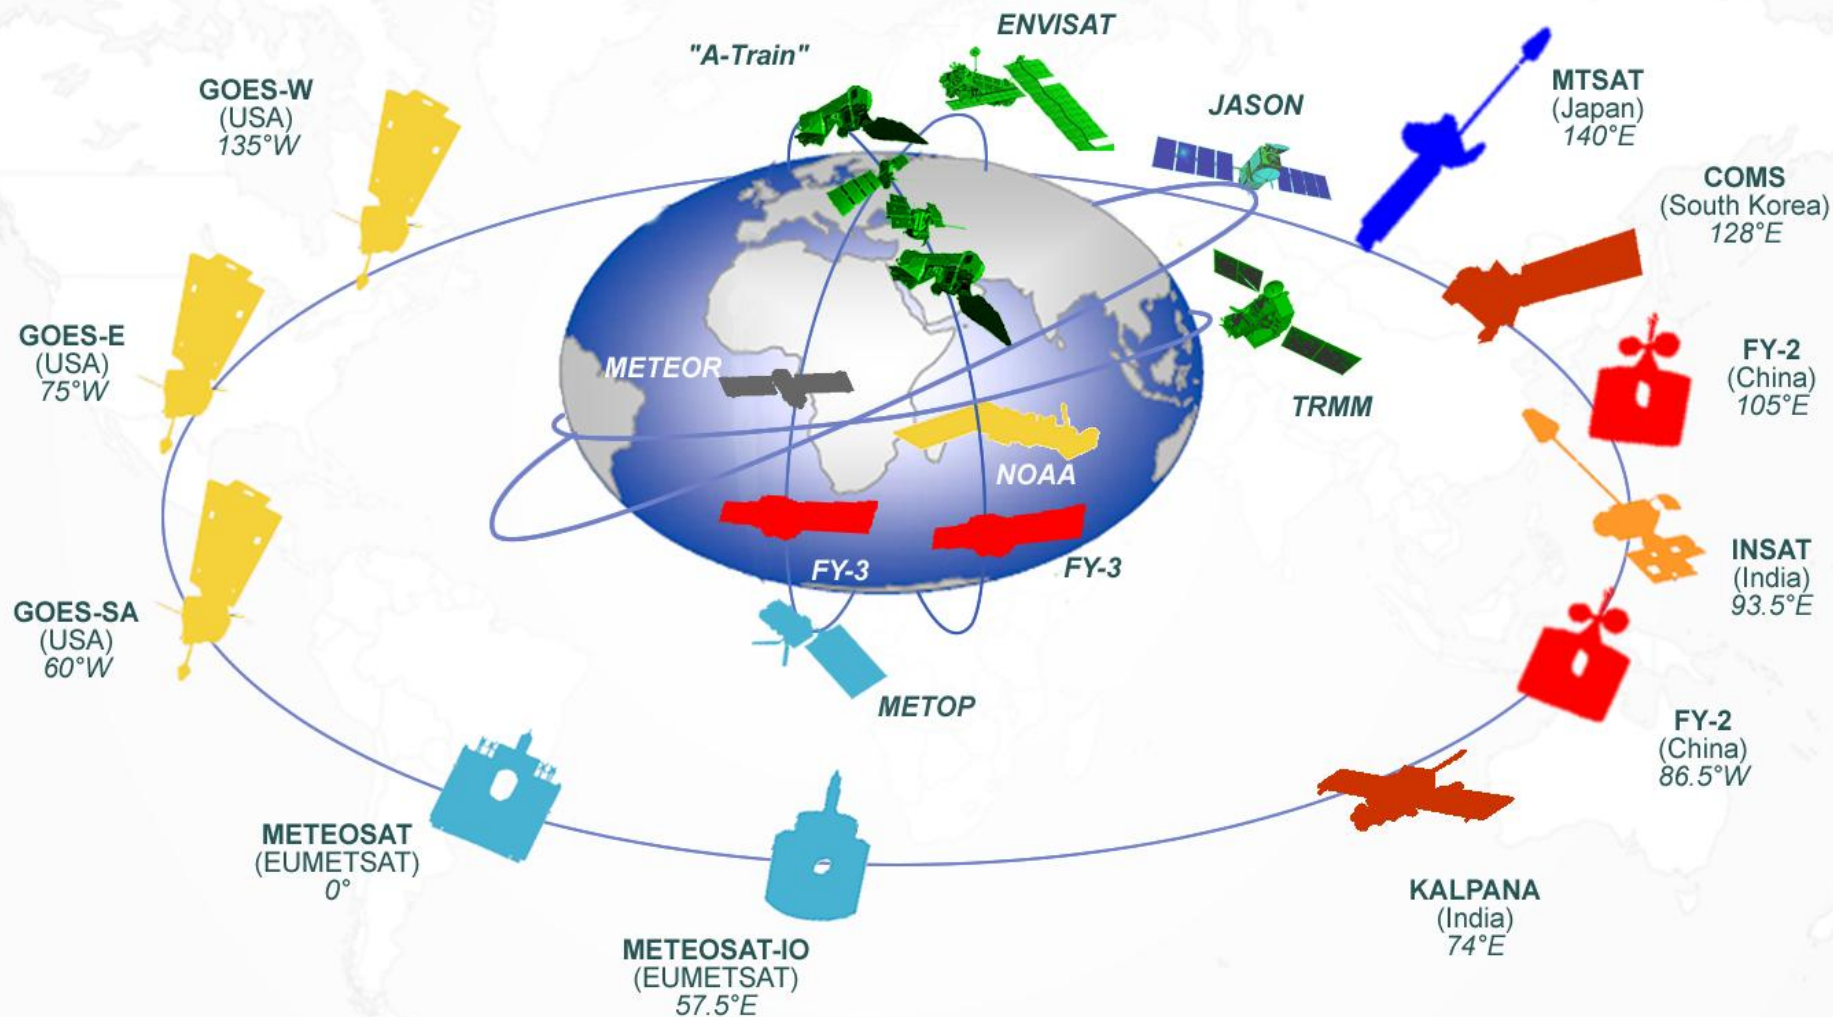 ENVISAT
"A-Train"
GOES-W
(USA)
135°W
JASON
MTSAT
(Japan)
140°E
COMS
(South Korea)
128°E
GOES-E
(USA)
75°W
METEOR
FY-2
(China)
105°E
TRMM
NOAA
INSAT
(India)
93.5°E
FY-3
FY-3
GOES-SA
(USA)
60°W
METOP
FY-2
(China)
86.5°W
METEOSAT
(EUMETSAT)
0°
KALPANA
(India)
74°E
METEOSAT-IO
(EUMETSAT)
57.5°E